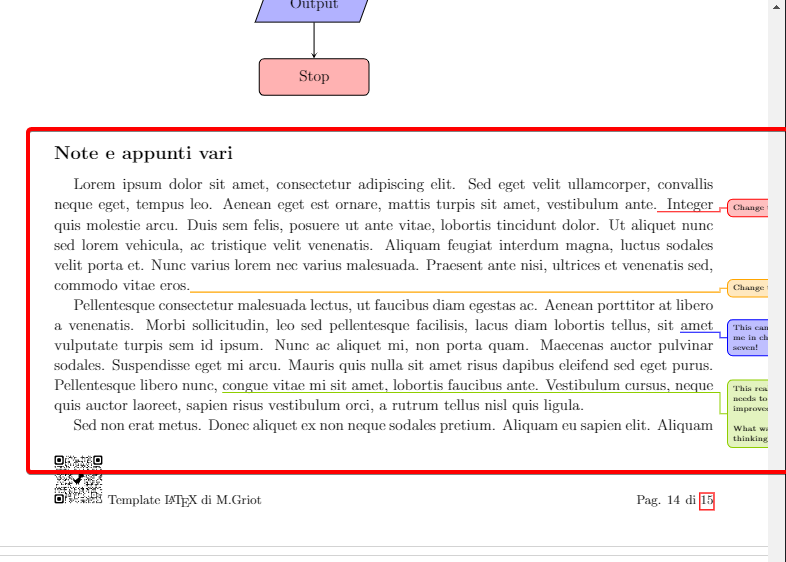 Output
Stop
Note e appunti vari
Lorem ipsum dolor sit amet, consectetur adipiscing elit. Sed eget velit ullamcorper, convallis
neque eget, tempus leo. Aenean eget est ornare, mattis turpis sit amet, vestibulum ante. Integer
Change
quis molestie arcu. Duis sem felis, posuere ut ante vitae, lobortis tincidunt dolor. Ut aliquet nunc
sed lorem vehicula, ac tristique velit venenatis. Aliquam feugiat interdum magna, luctus sodales
velit porta et. Nunc varius lorem nec varius malesuada. Praesent ante nisi, ultrices et venenatis sed,
commodo vitae eros.
Change
Pellentesque consectetur malesuada lectus, ut faucibus diam egestas ac. Aenean porttitor at libero
a venenatis. Morbi sollicitudin, leo sed pellentesque facilisis, lacus diam lobortis tellus, sit amet
This can
me in ch
seven!
vulputate turpis sem id ipsum. Nunc ac aliquet mi, non porta quam. Maecenas auctor pulvinar
sodales. Suspendisse eget mi arcu. Mauris quis nulla sit amet risus dapibus eleifend sed eget purus.
Pellentesque libero nunc, congue vitae mi sit amet, lobortis faucibus ante. Vestibulum cursus, neque
This rea
needs to
improve
What wa
thinking
quis auctor laoreet, sapien risus vestibulum orci, a rutrum tellus nisl quis ligula.
Sed non erat metus. Donec aliquet ex non neque sodales pretium. Aliquam eu sapien elit. Aliquam
Template LATEX di M.Griot
Pag. 14 di 15